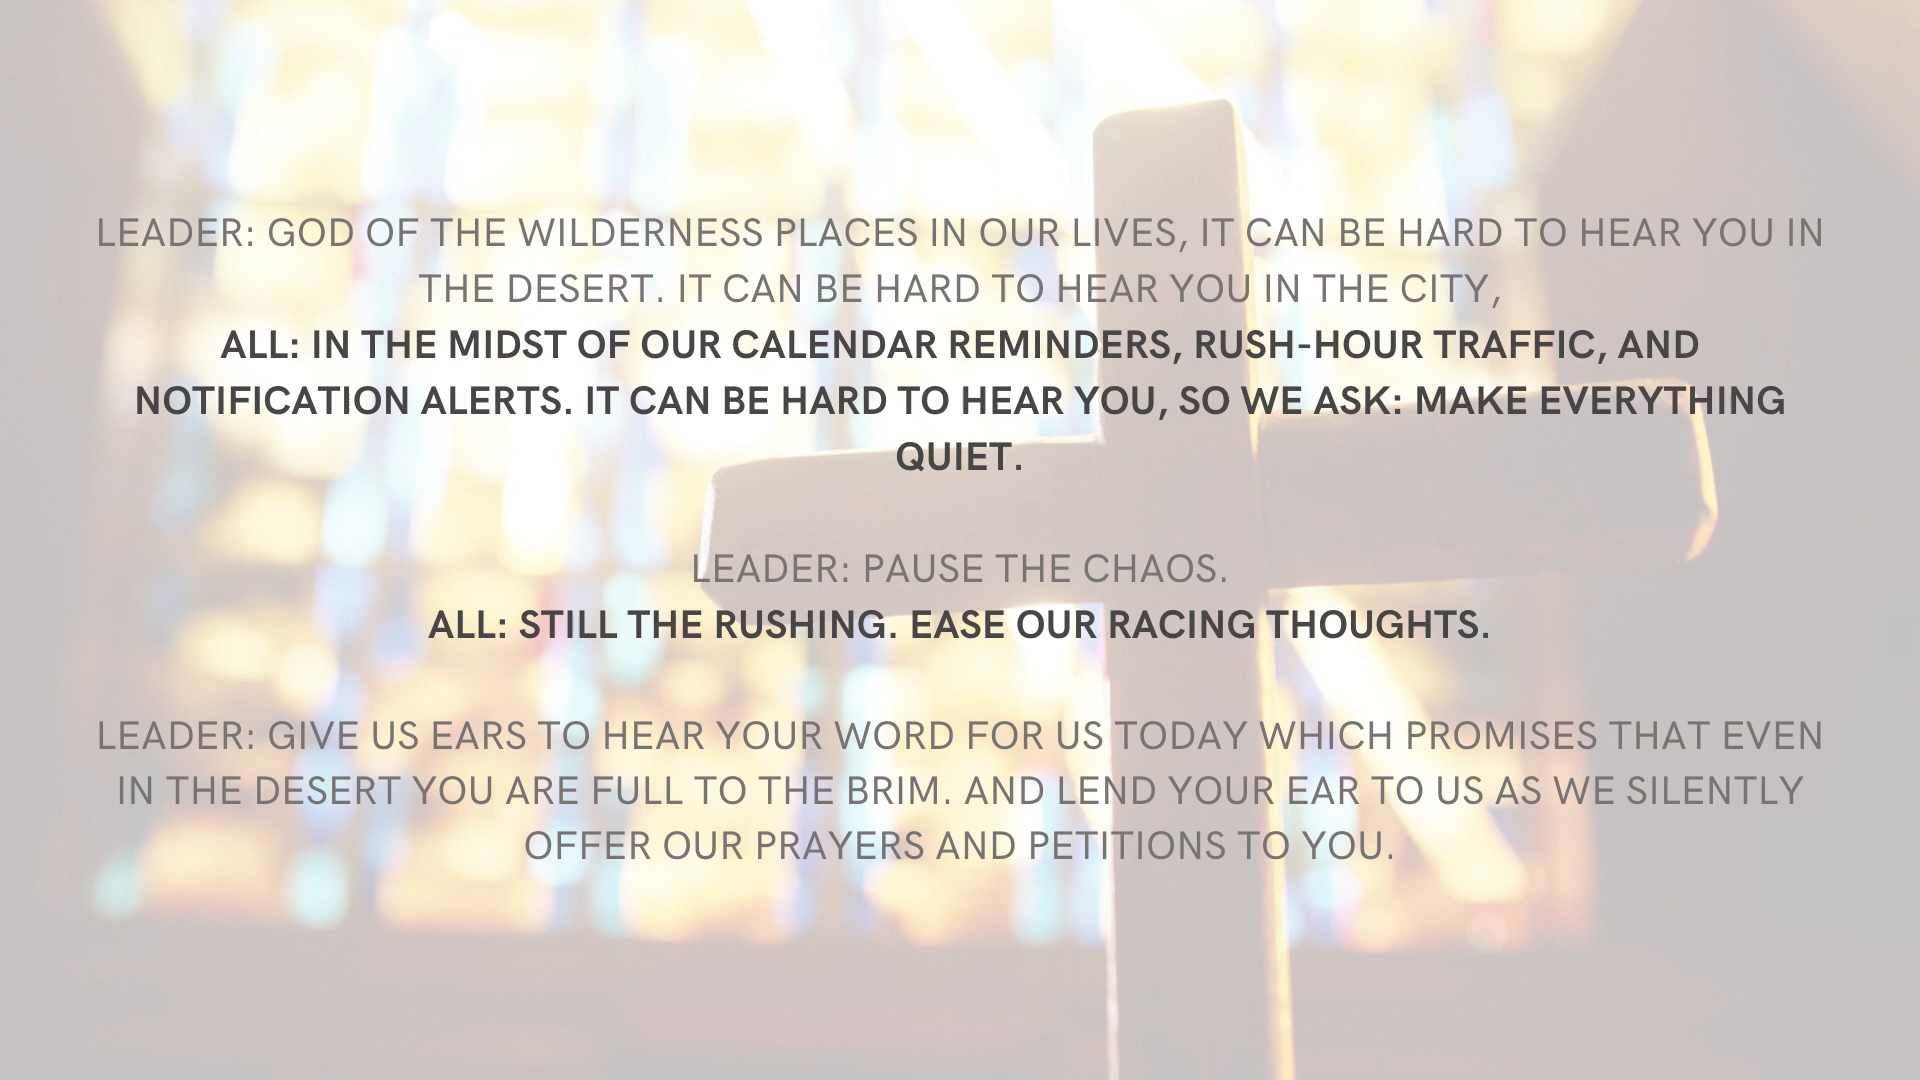 LEADER: GOD OF THE WILDERNESS PLACES IN OUR LIVES, IT CAN BE HARD TO HEAR YOU IN
THE DESERT. IT CAN BE HARD TO HEAR YOU IN THE CITY,
ALL: IN THE MIDST OF OUR CALENDAR REMINDERS, RUSH-HOUR TRAFFIC, AND
NOTIFICATION ALERTS. IT CAN BE HARD TO HEAR YOU, SO WE ASK: MAKE EVERYTHING
QUIET.
LEADER: PAUSE THE CHAOS.
ALL: STILL THE RUSHING. EASE OUR RACING THOUGHTS.
LEADER: GIVE US EARS TO HEAR YOUR WORD FOR US TODAY WHICH PROMISES THAT EVEN
IN THE DESERT YOU ARE FULL TO THE BRIM. AND LEND YOUR EAR TO US AS WE SILENTLY
OFFER OUR PRAYERS AND PETITIONS TO YOU.